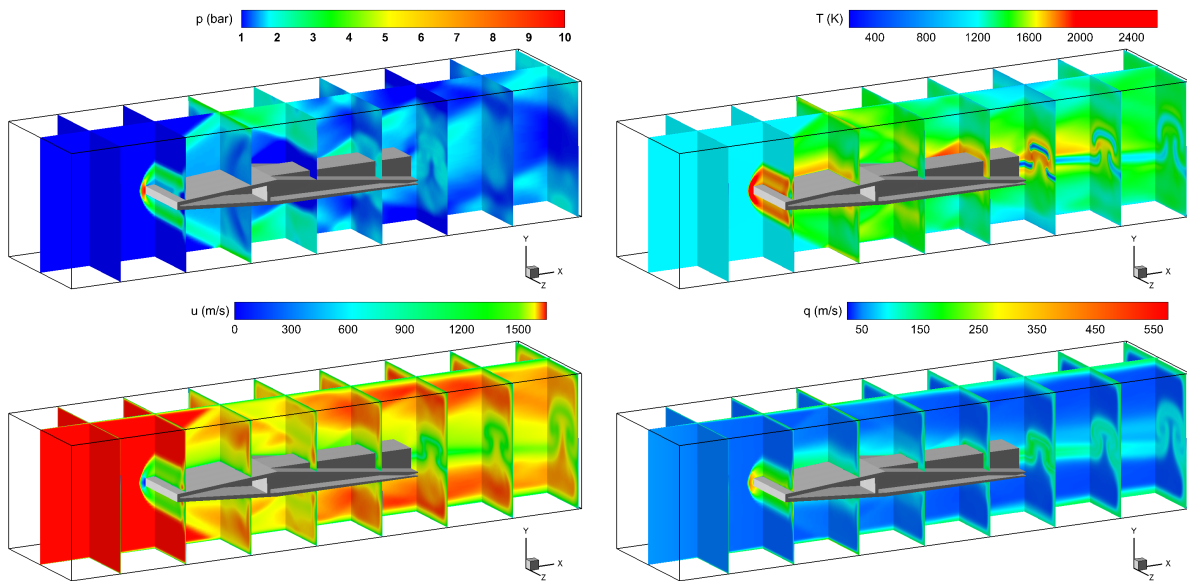 p (bar)
1 2 3 4 5 6 7 8 9 10
Y
X
Z
T (K)
400 800 1200 1600 2000 2400
Y
X
Z
u (m/s)
0 300 600 900 1200 1500
Y
X
Z
q (m/s)
50 150 250 350 450 550
Y
X
Z